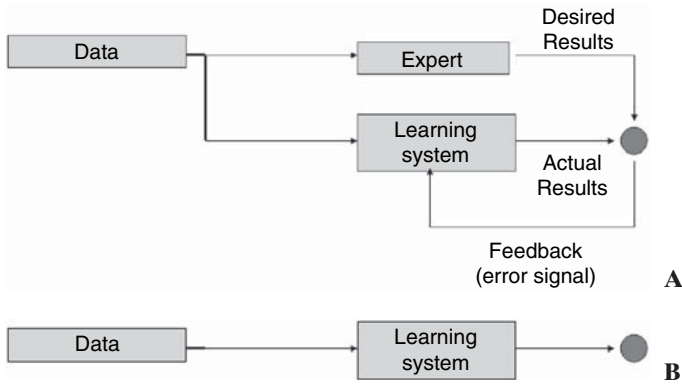 Desired
Results
Data
Expert
Learning
system
Actual
Results
Feedback
(error signal)
A
Data
Learning
system
B